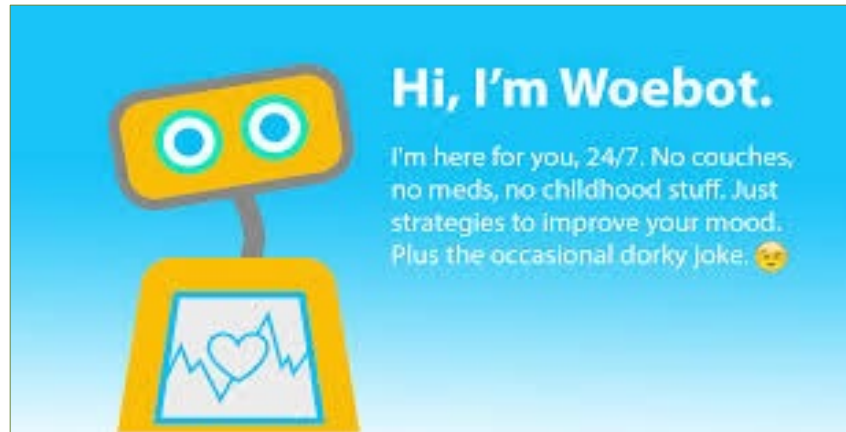 Hi, I'm Woebot.
I'm here for you, 24/7. No couches,
no meds, no childhood stuff. Just
strategies to improve your mood.
Plus the occasional dorky joke. 😉